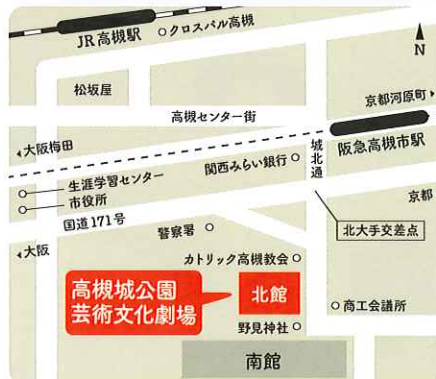 JR高槻駅
クロスパル高槻
N
松坂屋
京都河原町▶
高槻センター街
◀大阪梅田
阪急高槻市駅
関西みらい銀行
城北通
生涯学習センター
市役所
京都
国道171号
北大手交差点
警察署
◀大阪
カトリック高槻教会
高槻城公園
芸術文化劇場
北館
商工会議所
野見神社
南館